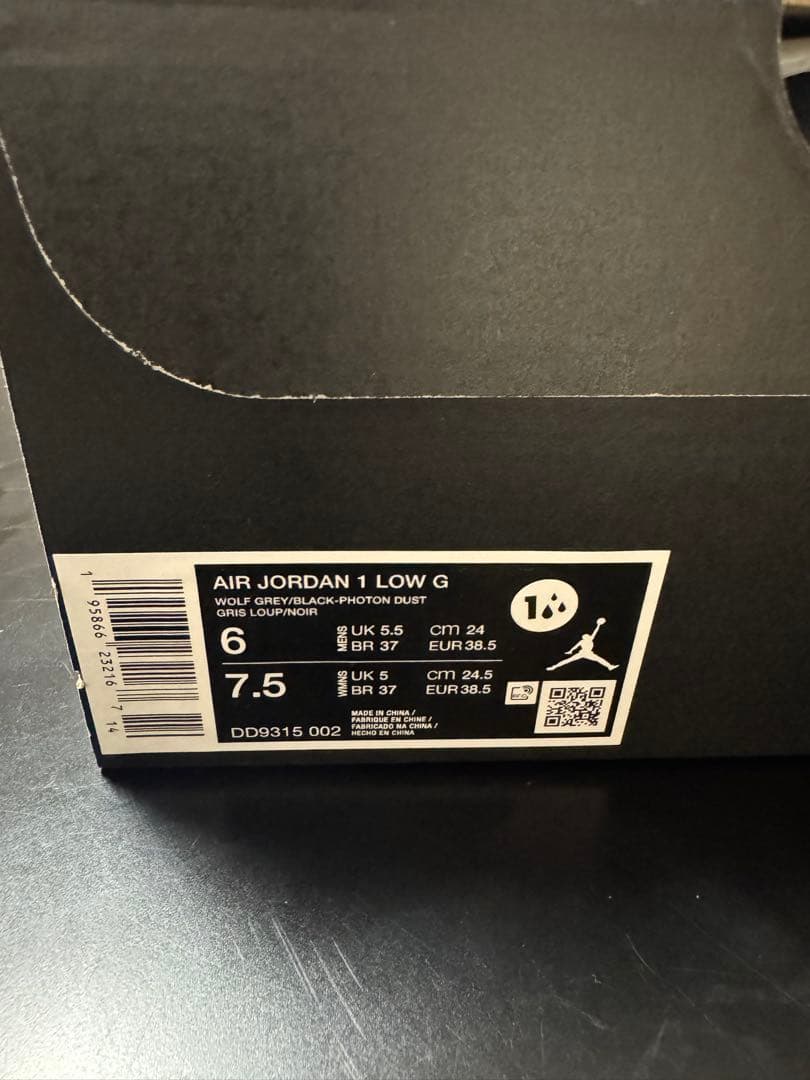 AIR JORDAN 1 LOW G
WOLF GREY/BLACK-PHOTON DUST
GRIS LOUP/NOIR
6 MENS UK 5.5 cm 24
BR 37 EUR 38.5
7.5 WMNS UK 5 cm 24.5
BR 37 EUR 38.5
DD9315 002
MADE IN CHINA /
FABRIQUE EN CHINE /
FABRICADO NA CHINA /
HECHO EN CHINA
1
RFID
1 95866 23216 7 14